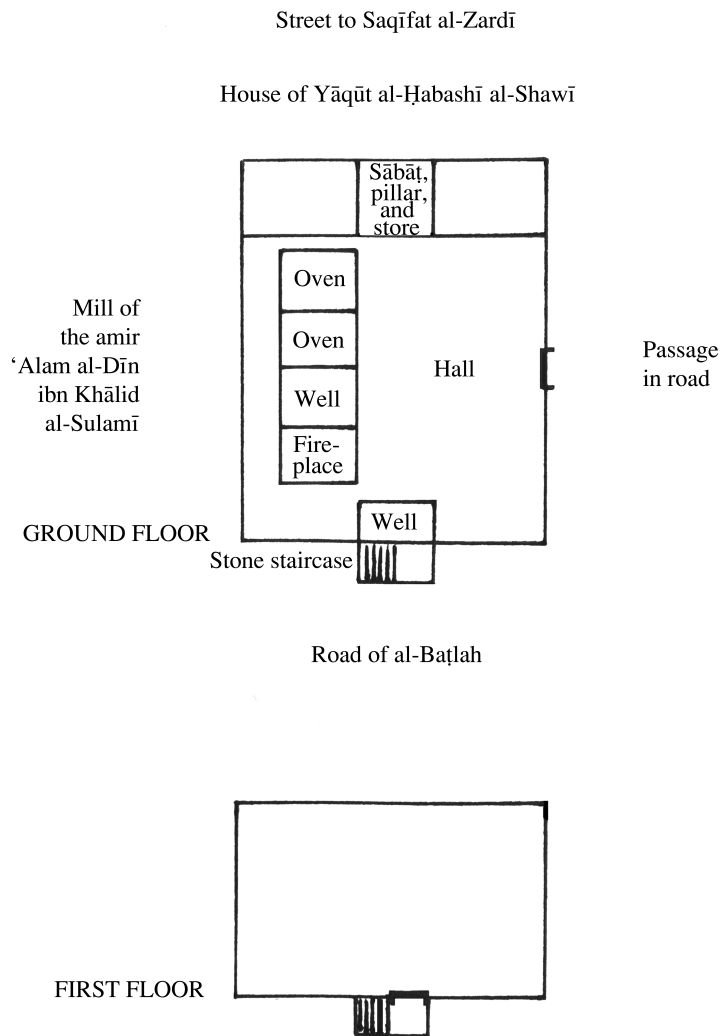 Street to Saqīfat al-Zardī
House of Yāqūt al-Ḥabashī al-Shawī
Sābāṭ,
pillar,
and
store
Oven
Oven
Well
Fire-
place
Hall
Mill of
the amir
‘Alam al-Dīn
ibn Khālid
al-Sulamī
Passage
in road
Well
GROUND FLOOR
Stone staircase
Road of al-Baṭlah
FIRST FLOOR